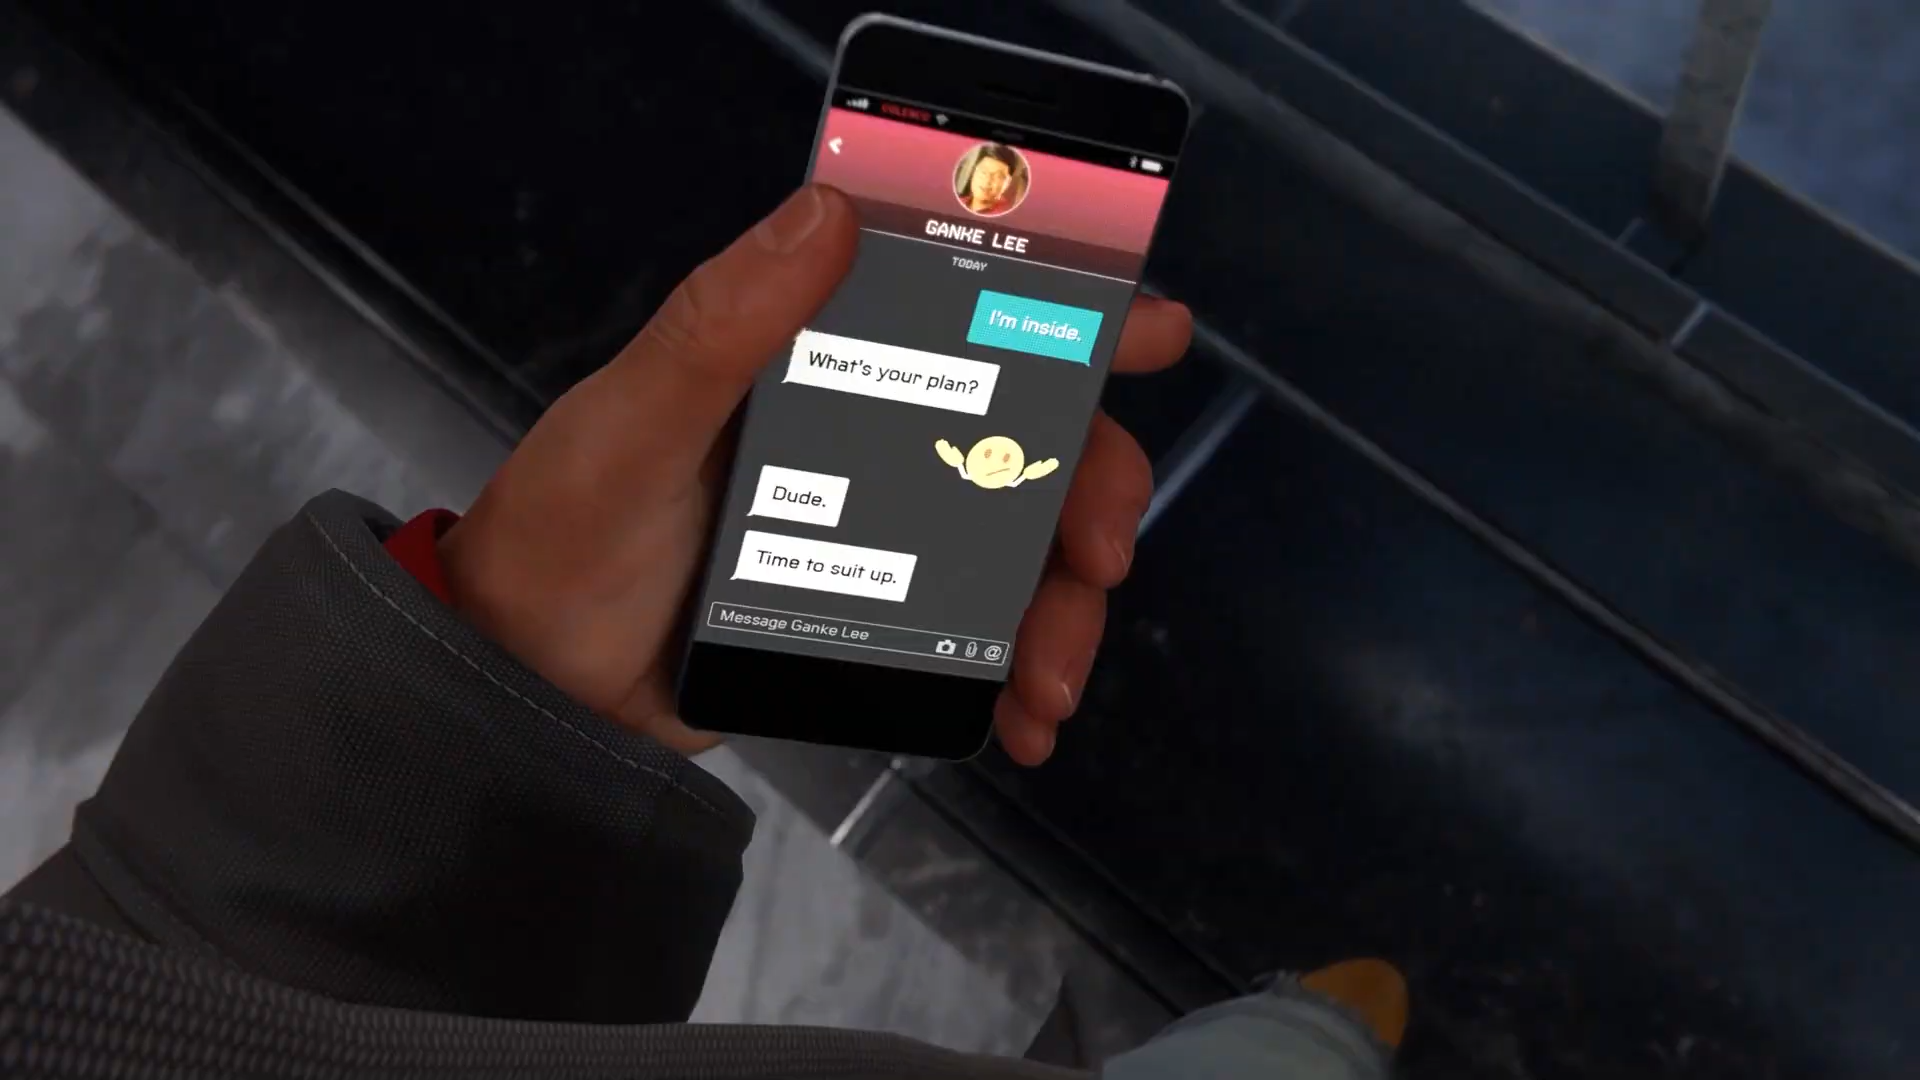 GANKE LEE
TODAY
I'm inside.
What's your plan?
Dude.
Time to suit up.
Message Ganke Lee